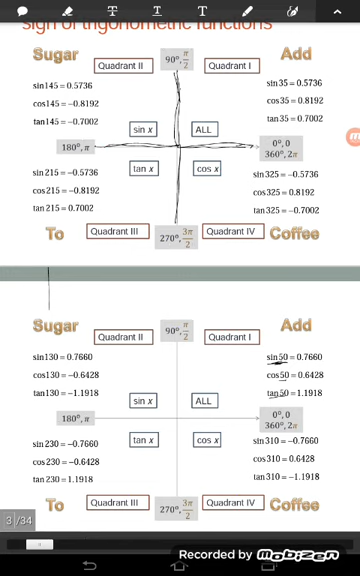 sign of trigonometric functions
Sugar
Quadrant II
90°, π/2
Quadrant I
Add
sin145 = 0.5736
cos145 = −0.8192
tan145 = −0.7002
sin35 = 0.5736
cos35 = 0.8192
tan35 = 0.7002
sin x
ALL
180°, π
0°, 0
360°, 2π
tan x
cos x
sin215 = −0.5736
cos215 = −0.8192
tan215 = 0.7002
sin325 = −0.5736
cos325 = 0.8192
tan325 = −0.7002
To
Quadrant III
270°, 3π/2
Quadrant IV
Coffee
Sugar
Quadrant II
90°, π/2
Quadrant I
Add
sin130 = 0.7660
cos130 = −0.6428
tan130 = −1.1918
sin50 = 0.7660
cos50 = 0.6428
tan50 = 1.1918
sin x
ALL
180°, π
0°, 0
360°, 2π
tan x
cos x
sin230 = −0.7660
cos230 = −0.6428
tan230 = 1.1918
sin310 = −0.7660
cos310 = 0.6428
tan310 = −1.1918
To
Quadrant III
270°, 3π/2
Quadrant IV
Coffee
3 /34
Recorded by Mobizen